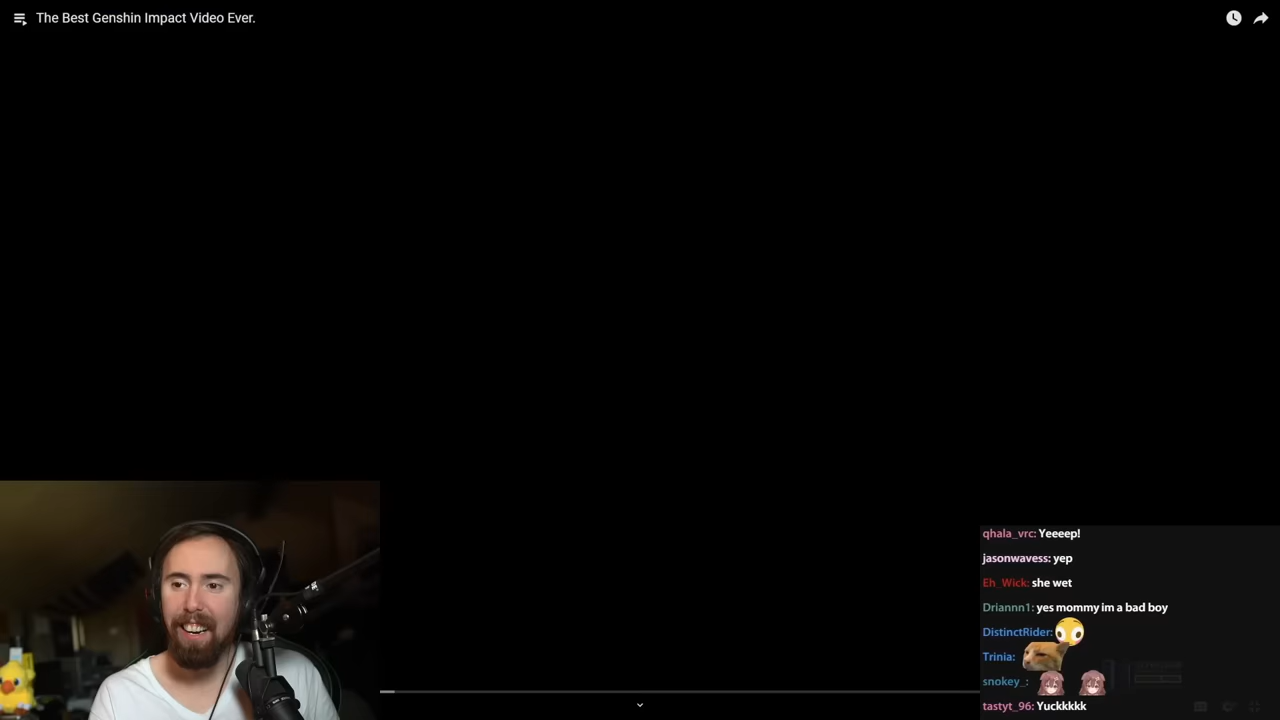 The Best Genshin Impact Video Ever.
qhala_vrc: Yeeeep!
jasonwavess: yep
Eh_Wick: she wet
Driannn1: yes mommy im a bad boy
DistinctRider:
Trinia:
snokey_:
tastyt_96: Yuckkkkk